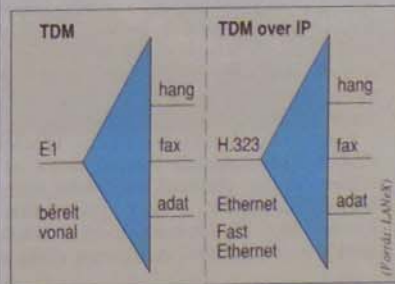 TDM
hang
E1
fax
bérelt
vonal
adat
TDM over IP
hang
H.323
fax
Ethernet
adat
Fast
Ethernet
(Forrás: LANeX)